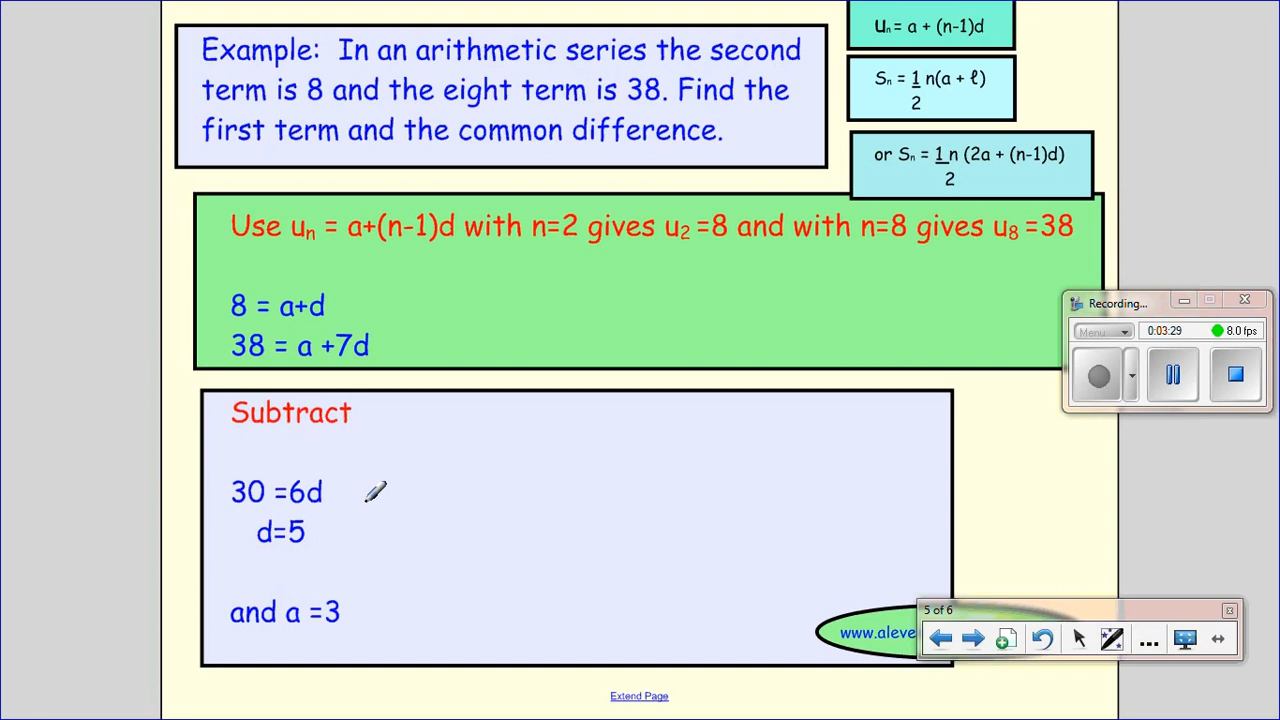 Example: In an arithmetic series the second
term is 8 and the eight term is 38. Find the
first term and the common difference.
uₙ = a + (n-1)d
Sₙ = 1 n(a + ℓ)
2
or Sₙ = 1 n (2a + (n-1)d)
2
Use uₙ = a+(n-1)d with n=2 gives u₂ =8 and with n=8 gives u₈ =38
8 = a+d
38 = a +7d
Subtract
30 =6d
d=5
and a =3
Recording...
Menu
0:03:29
8.0 fps
www.aleve
5 of 6
...
Extend Page